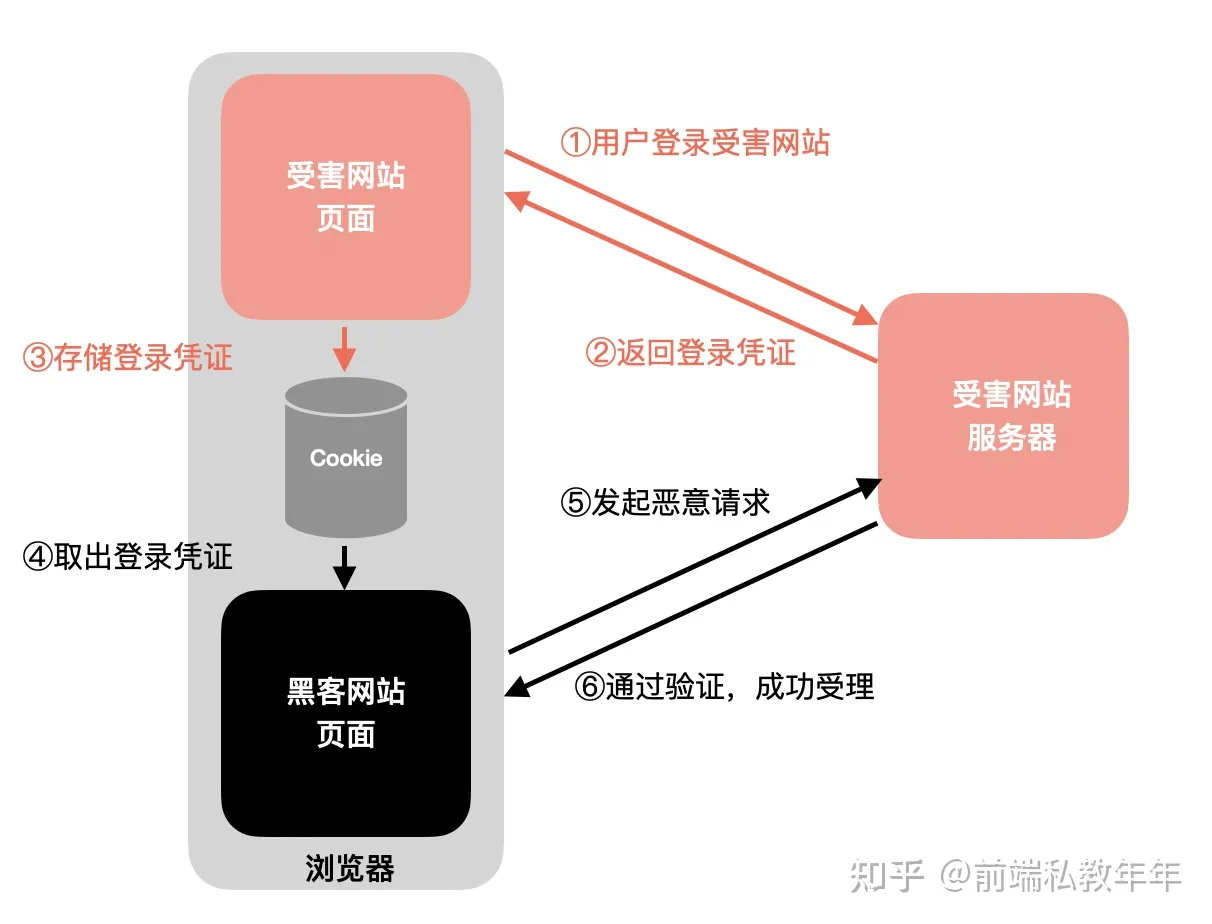 受害网站
页面
①用户登录受害网站
②返回登录凭证
③存储登录凭证
Cookie
受害网站
服务器
④取出登录凭证
⑤发起恶意请求
⑥通过验证，成功受理
黑客网站
页面
浏览器
知乎 @前端私教年年